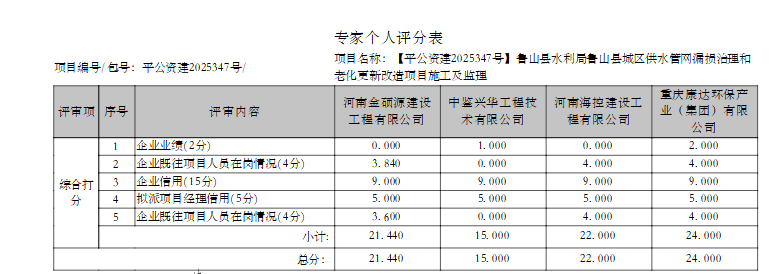 专家个人评分表
项目编号/包号：平公资建2025347号/
项目名称：【平公资建2025347号】鲁山县水利局鲁山县城区供水管网漏损治理和
老化更新改造项目施工及监理
评审项 序号 评审内容 河南金硕源建设工程有限公司 中鉴兴华工程技术有限公司 河南海控建设工程有限公司 重庆康达环保产业（集团）有限公司
综合打分
1 企业业绩(2分) 0.000 1.000 0.000 2.000
2 企业既往项目人员在岗情况(4分) 3.840 0.000 4.000 4.000
3 企业信用(15分) 9.000 9.000 9.000 9.000
4 拟派项目经理信用(5分) 5.000 5.000 5.000 5.000
5 企业既往项目人员在岗情况(4分) 3.600 0.000 4.000 4.000
小计: 21.440 15.000 22.000 24.000
总分: 21.440 15.000 22.000 24.000